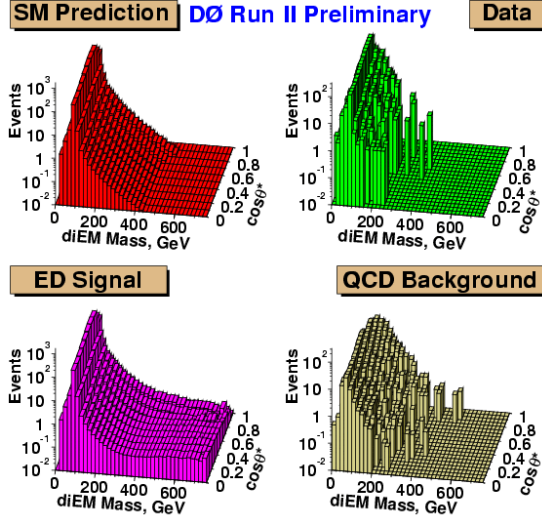 SM Prediction
DØ Run II Preliminary
Data
Events
10³
10²
10
1
10⁻¹
10⁻²
0 200 400 600
diEM Mass, GeV
0 0.2 0.4 0.6 0.8 1
cosθ*
Events
10²
10
1
10⁻¹
10⁻²
0 200 400 600
diEM Mass, GeV
0 0.2 0.4 0.6 0.8 1
cosθ*
ED Signal
QCD Background
Events
10³
10²
10
1
10⁻¹
10⁻²
0 200 400 600
diEM Mass, GeV
0 0.2 0.4 0.6 0.8 1
cosθ*
Events
10²
10
1
10⁻¹
10⁻²
0 200 400 600
diEM Mass, GeV
0 0.2 0.4 0.6 0.8 1
cosθ*